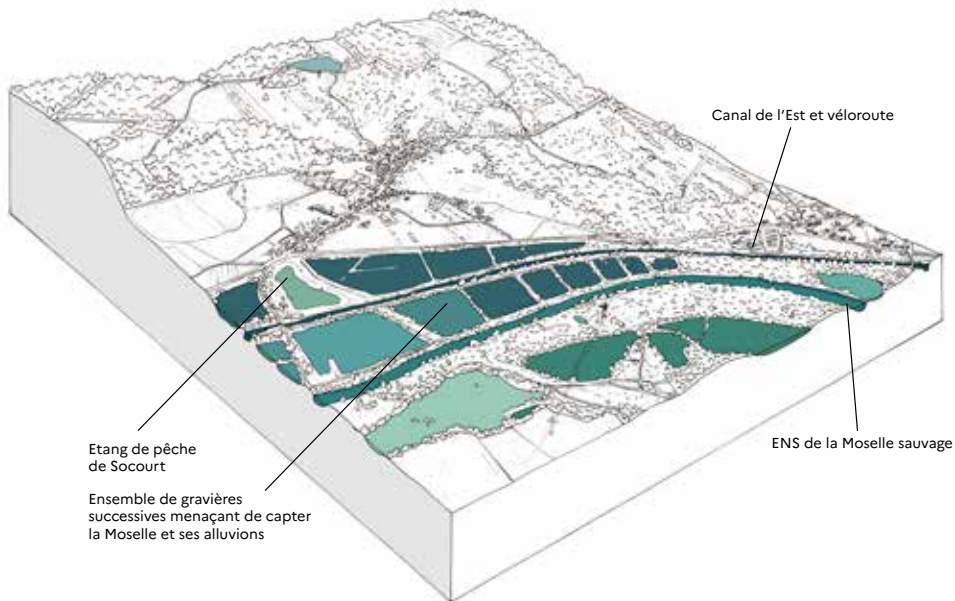 Canal de l'Est et véloroute
Etang de pêche
de Socourt
ENS de la Moselle sauvage
Ensemble de gravières
successives menaçant de capter
la Moselle et ses alluvions